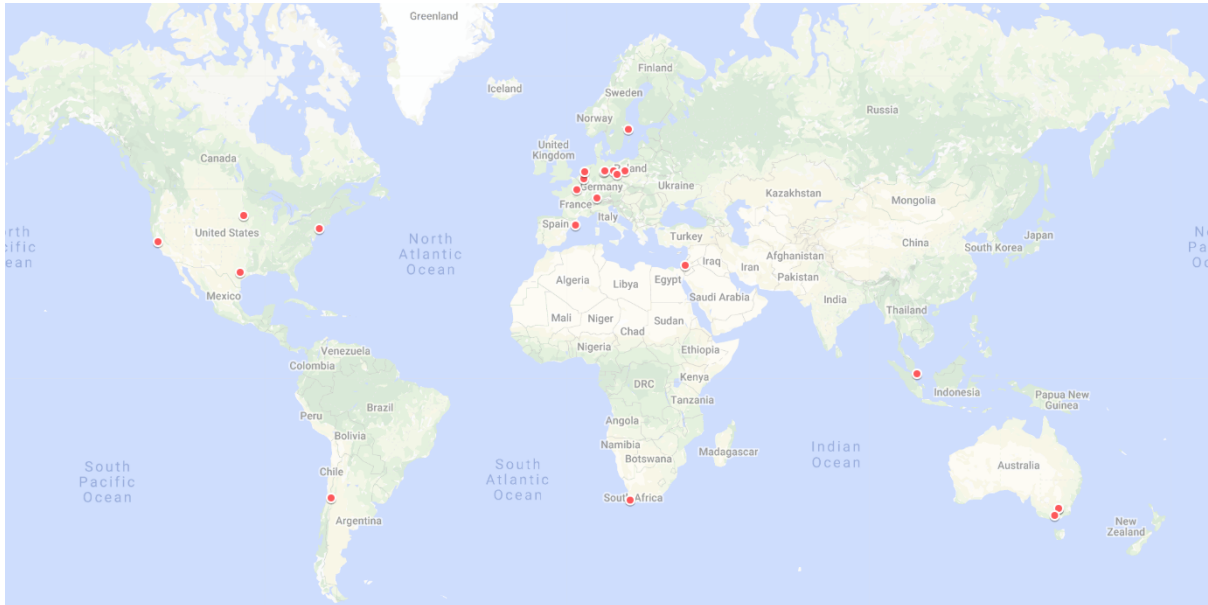 Greenland
Iceland
Finland
Sweden
Norway
Russia
United
Kingdom
Canada
Germany
Ukraine
Kazakhstan
Mongolia
France
United States
Italy
Spain
North
Atlantic
Ocean
Turkey
China
Japan
South Korea
Iraq
Iran
Afghanistan
Pakistan
Algeria
Libya
Egypt
Mexico
Saudi Arabia
India
Thailand
Mali
Niger
Chad
Sudan
Nigeria
Ethiopia
Venezuela
Colombia
DRC
Kenya
Indonesia
Papua New
Guinea
Tanzania
Peru
Brazil
Angola
Bolivia
Namibia
Botswana
Madagascar
Indian
Ocean
South
Pacific
Ocean
South
Atlantic
Ocean
Chile
Australia
South Africa
Argentina
New
Zealand